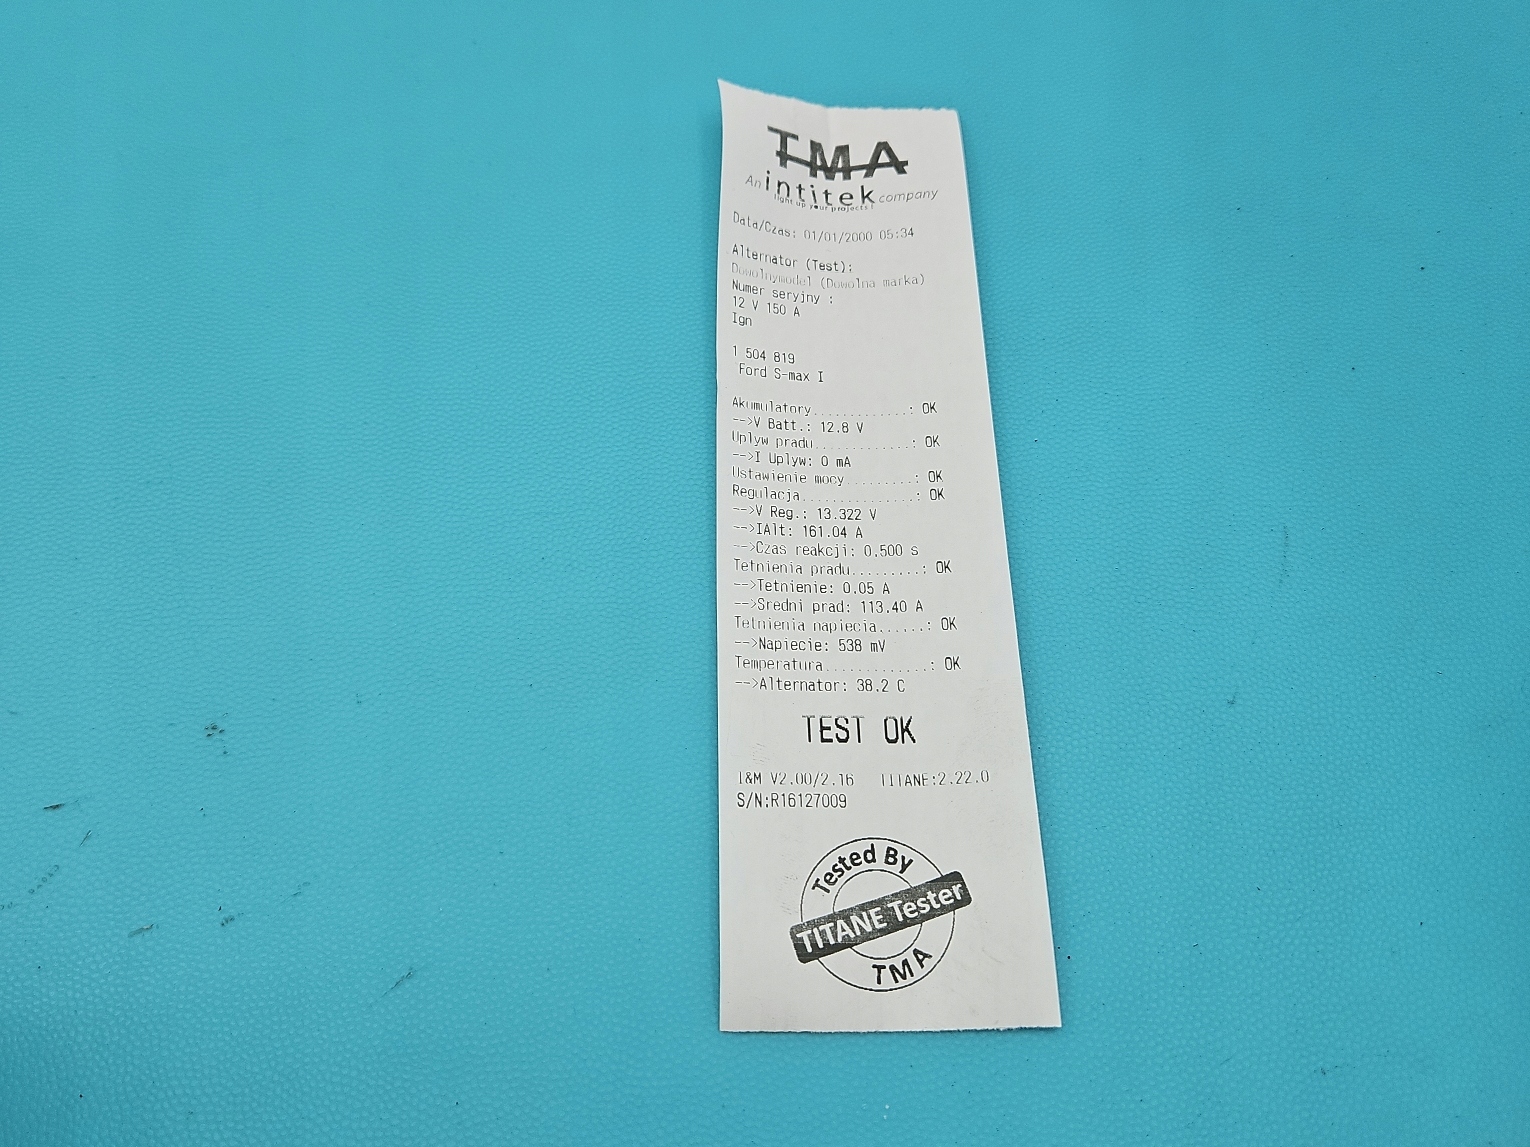 TMA
An intitek company
light up your projects!
Data/Czas: 01/01/2000 05:34
Alternator (Test):
Dowolnymodel (Dowolna marka)
Numer seryjny :
12 V 150 A
Ign
1 504 819
Ford S-max I
Akumulatory.............: OK
-->V Batt.: 12.8 V
Uplyw pradu.............: OK
-->I Uplyw: 0 mA
Ustawienie mocy.........: OK
Regulacja...............: OK
-->V Reg.: 13.322 V
-->IAlt: 161.04 A
-->Czas reakcji: 0.500 s
Tetnienia pradu.........: OK
-->Tetnienie: 0.05 A
-->Sredni prad: 113.40 A
Tetnienia napiecia......: OK
-->Napiecie: 538 mV
Temperatura.............: OK
-->Alternator: 38.2 C
TEST OK
I&M V2.00/2.16 TITANE:2.22.0
S/N:R16127009
Tested By
TITANE Tester
TMA